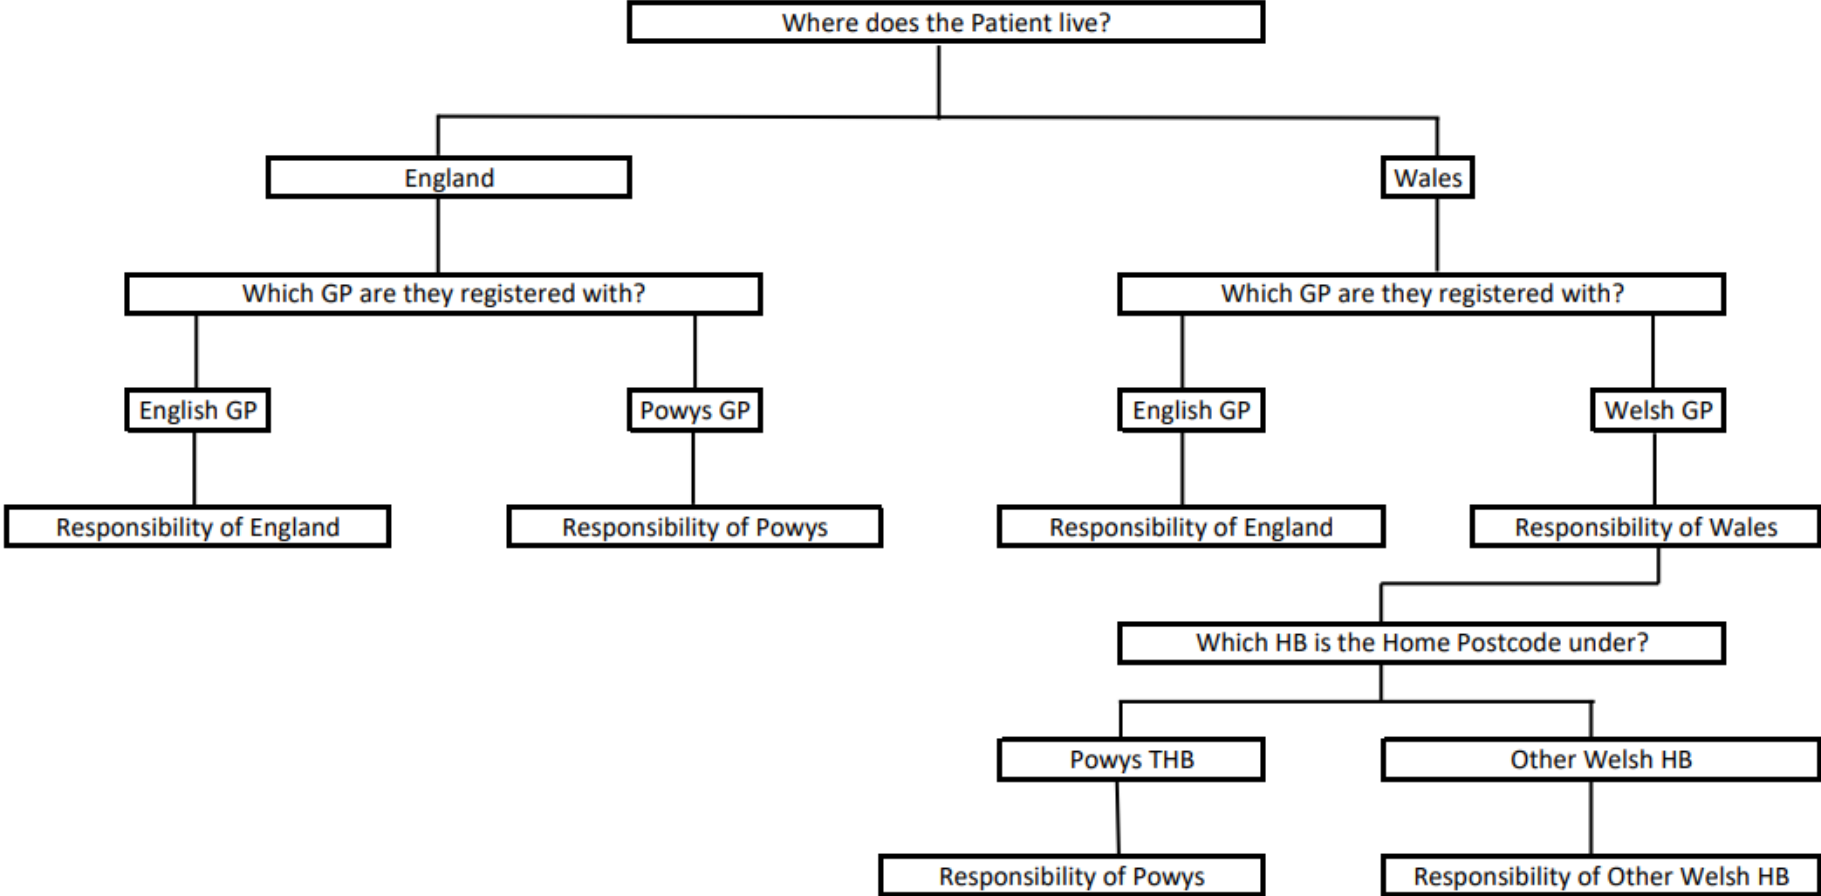 Where does the Patient live?
England
Wales
Which GP are they registered with?
Which GP are they registered with?
English GP
Powys GP
English GP
Welsh GP
Responsibility of England
Responsibility of Powys
Responsibility of England
Responsibility of Wales
Which HB is the Home Postcode under?
Powys THB
Other Welsh HB
Responsibility of Powys
Responsibility of Other Welsh HB